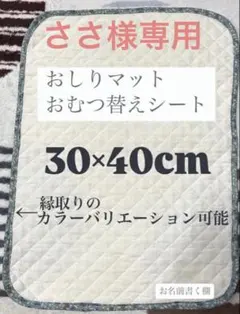 ささ様専用
おしりマット
おむつ替えシート
30×40cm
縁取りの
←カラーバリエーション可能
お名前書く欄